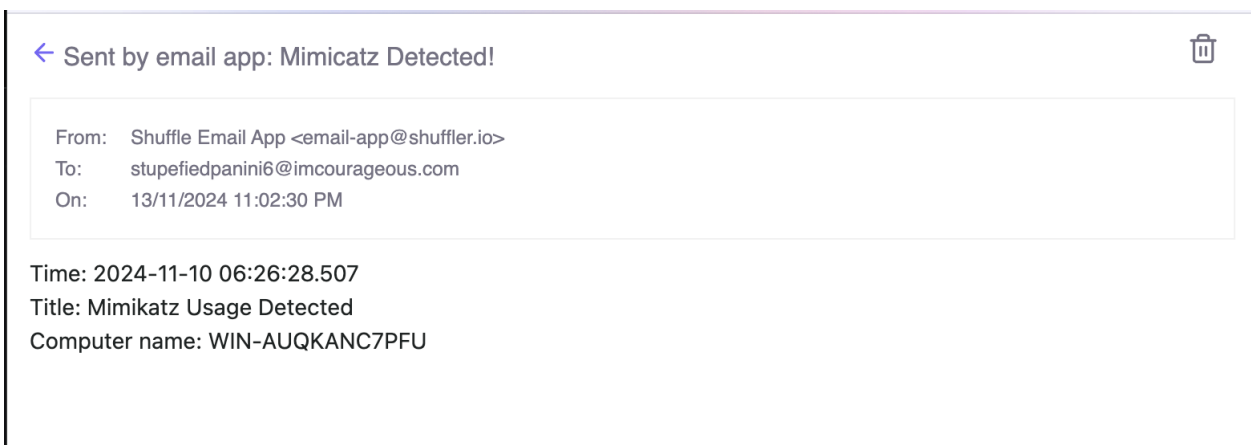 Sent by email app: Mimicatz Detected!
From: Shuffle Email App <email-app@shuffler.io>
To: stupefiedpanini6@imcourageous.com
On: 13/11/2024 11:02:30 PM
Time: 2024-11-10 06:26:28.507
Title: Mimikatz Usage Detected
Computer name: WIN-AUQKANC7PFU